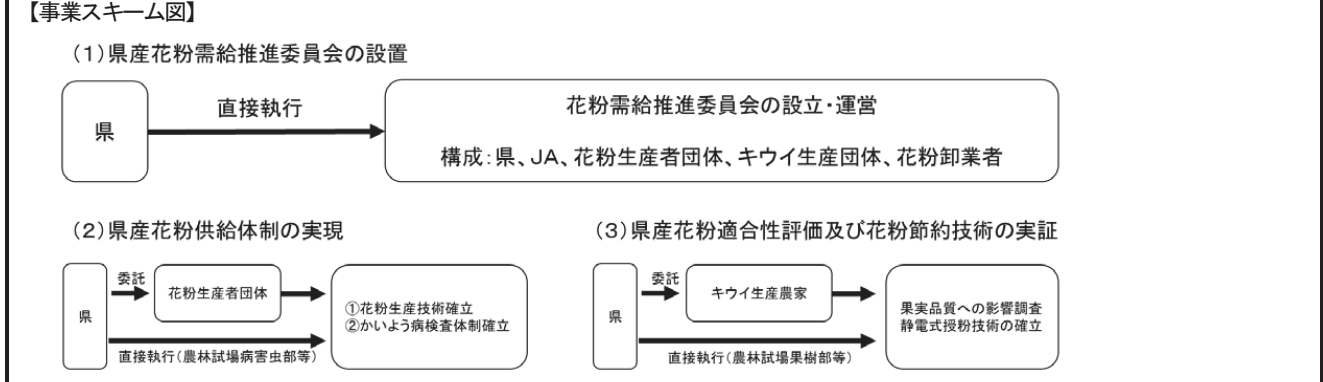 【事業スキーム図】
（1）県産花粉需給推進委員会の設置
県
直接執行
花粉需給推進委員会の設立・運営
構成：県、JA、花粉生産者団体、キウイ生産団体、花粉卸業者
（2）県産花粉供給体制の実現
県
委託
花粉生産者団体
①花粉生産技術確立
②かいよう病検査体制確立
直接執行（農林試場病害虫部等）
（3）県産花粉適合性評価及び花粉節約技術の実証
県
委託
キウイ生産農家
果実品質への影響調査
静電式授粉技術の確立
直接執行（農林試場果樹部等）